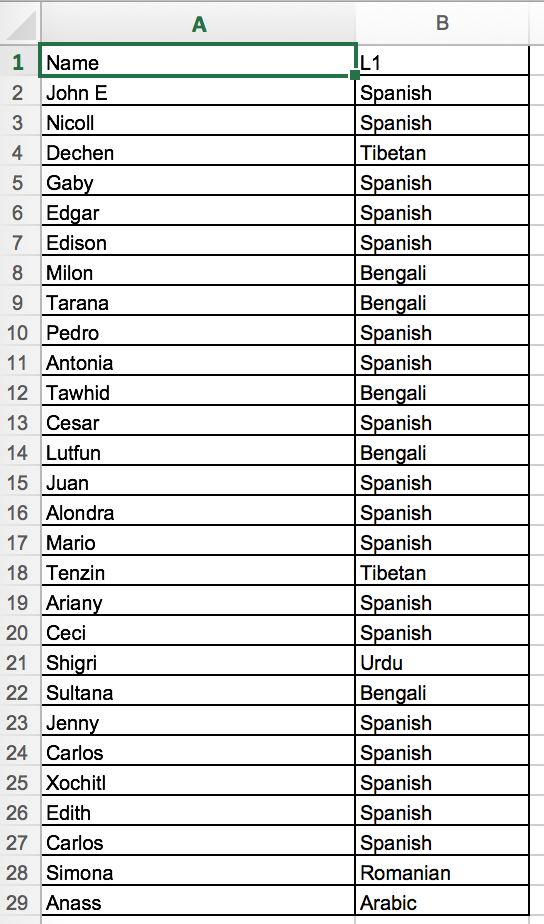 A B
1 Name L1
2 John E Spanish
3 Nicoll Spanish
4 Dechen Tibetan
5 Gaby Spanish
6 Edgar Spanish
7 Edison Spanish
8 Milon Bengali
9 Tarana Bengali
10 Pedro Spanish
11 Antonia Spanish
12 Tawhid Bengali
13 Cesar Spanish
14 Lutfun Bengali
15 Juan Spanish
16 Alondra Spanish
17 Mario Spanish
18 Tenzin Tibetan
19 Ariany Spanish
20 Ceci Spanish
21 Shigri Urdu
22 Sultana Bengali
23 Jenny Spanish
24 Carlos Spanish
25 Xochitl Spanish
26 Edith Spanish
27 Carlos Spanish
28 Simona Romanian
29 Anass Arabic